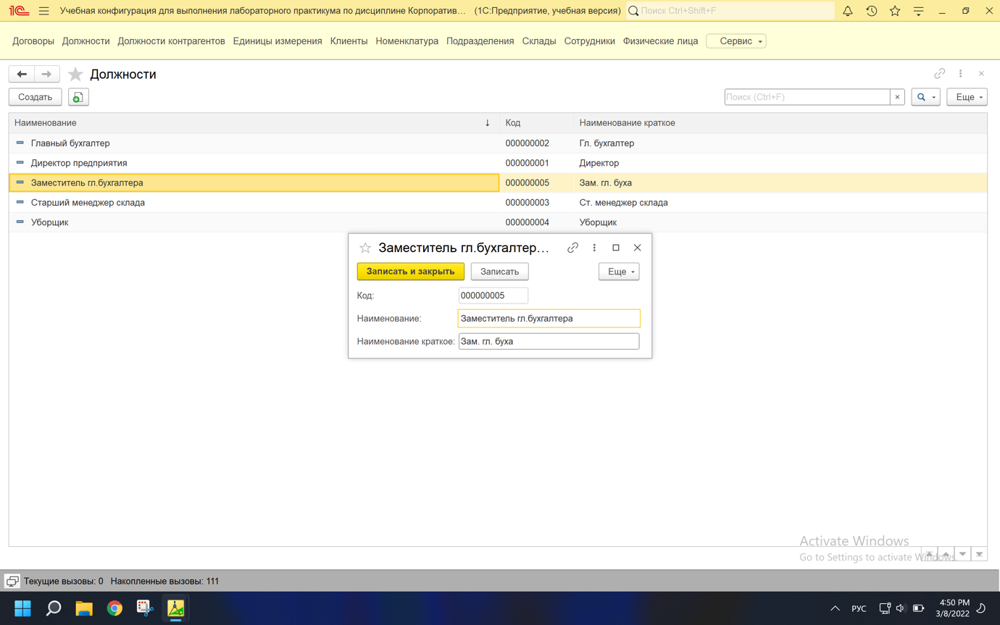 1С Учебная конфигурация для выполнения лабораторного практикума по дисциплине Корпоратив… (1С:Предприятие, учебная версия) Поиск Ctrl+Shift+F
Договоры Должности Должности контрагентов Единицы измерения Клиенты Номенклатура Подразделения Склады Сотрудники Физические лица Сервис
Должности
Создать Поиск (Ctrl+F) × Еще
Наименование ↓ Код Наименование краткое
Главный бухгалтер 000000002 Гл. бухгалтер
Директор предприятия 000000001 Директор
Заместитель гл.бухгалтера 000000005 Зам. гл. буха
Старший менеджер склада 000000003 Ст. менеджер склада
Уборщик 000000004 Уборщик
Заместитель гл.бухгалтер…
Записать и закрыть Записать Еще
Код: 000000005
Наименование: Заместитель гл.бухгалтера
Наименование краткое: Зам. гл. буха
Activate Windows
Go to Settings to activate Windows.
Текущие вызовы: 0 Накопленные вызовы: 111
РУС
4:50 PM
3/8/2022